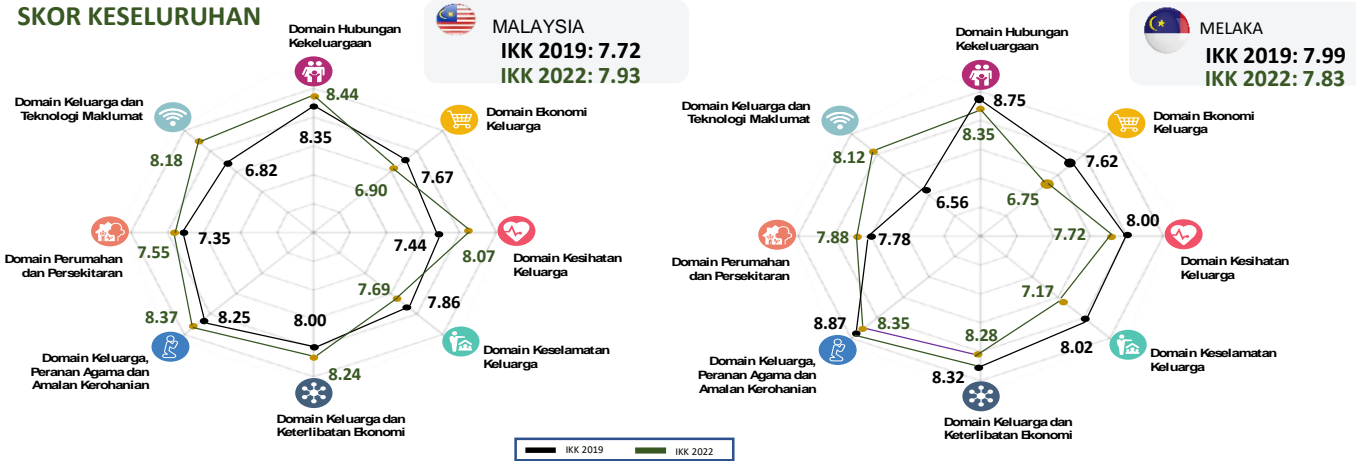 SKOR KESELURUHAN
MALAYSIA
IKK 2019: 7.72
IKK 2022: 7.93
Domain Hubungan
Kekeluargaan
8.44
8.35
Domain Ekonomi
Keluarga
7.67
6.90
Domain Kesihatan
Keluarga
7.44
8.07
Domain Keselamatan
Keluarga
7.69
7.86
Domain Keluarga dan
Keterlibatan Ekonomi
8.00
8.24
Domain Keluarga,
Peranan Agama dan
Amalan Kerohanian
8.37
8.25
Domain Perumahan
dan Persekitaran
7.55
7.35
Domain Keluarga dan
Teknologi Maklumat
8.18
6.82
MELAKA
IKK 2019: 7.99
IKK 2022: 7.83
Domain Hubungan
Kekeluargaan
8.75
8.35
Domain Ekonomi
Keluarga
7.62
6.75
Domain Kesihatan
Keluarga
8.00
7.72
Domain Keselamatan
Keluarga
7.17
8.02
Domain Keluarga dan
Keterlibatan Ekonomi
8.28
8.32
Domain Keluarga,
Peranan Agama dan
Amalan Kerohanian
8.87
8.35
Domain Perumahan
dan Persekitaran
7.88
7.78
Domain Keluarga dan
Teknologi Maklumat
8.12
6.56
IKK 2019
IKK 2022